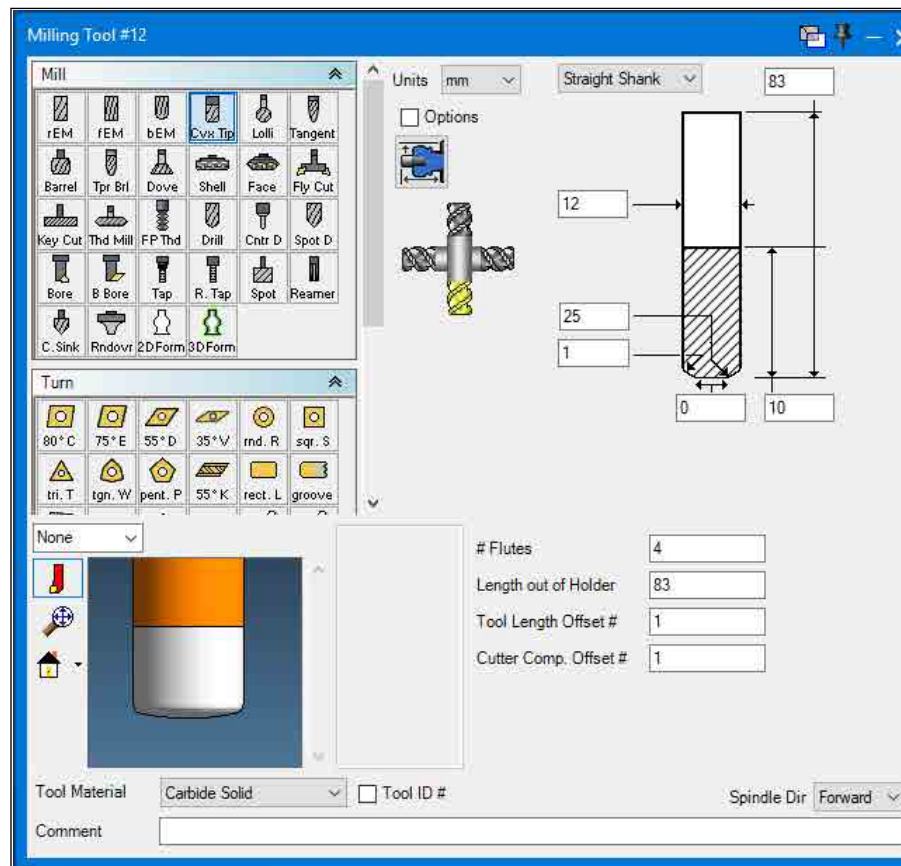 Milling Tool #12
Mill
rEM fEM bEM Cvx Tip Lolli Tangent
Barrel Tpr Brl Dove Shell Face Fly Cut
Key Cut Thd Mill FP Thd Drill Cntr D Spot D
Bore B Bore Tap R. Tap Spot Reamer
C.Sink Rndovr 2D Form 3D Form
Turn
80° C 75° E 55° D 35° V rnd. R sqr. S
tri. T tgn. W pent. P 55° K rect. L groove
Units mm
Options
Straight Shank
83
12
25
1
0
10
None
# Flutes 4
Length out of Holder 83
Tool Length Offset # 1
Cutter Comp. Offset # 1
Tool Material Carbide Solid Tool ID # Spindle Dir Forward
Comment